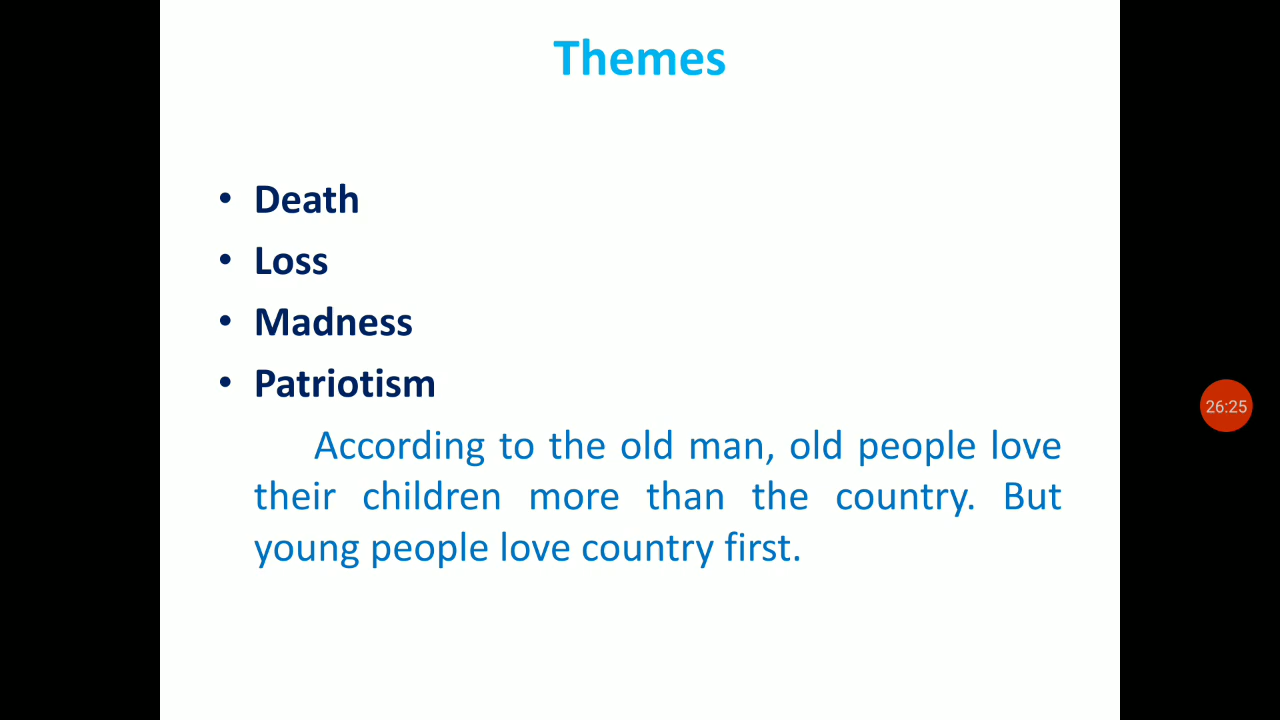 Themes
• Death
• Loss
• Madness
• Patriotism
According to the old man, old people love
their children more than the country. But
young people love country first.
26:25